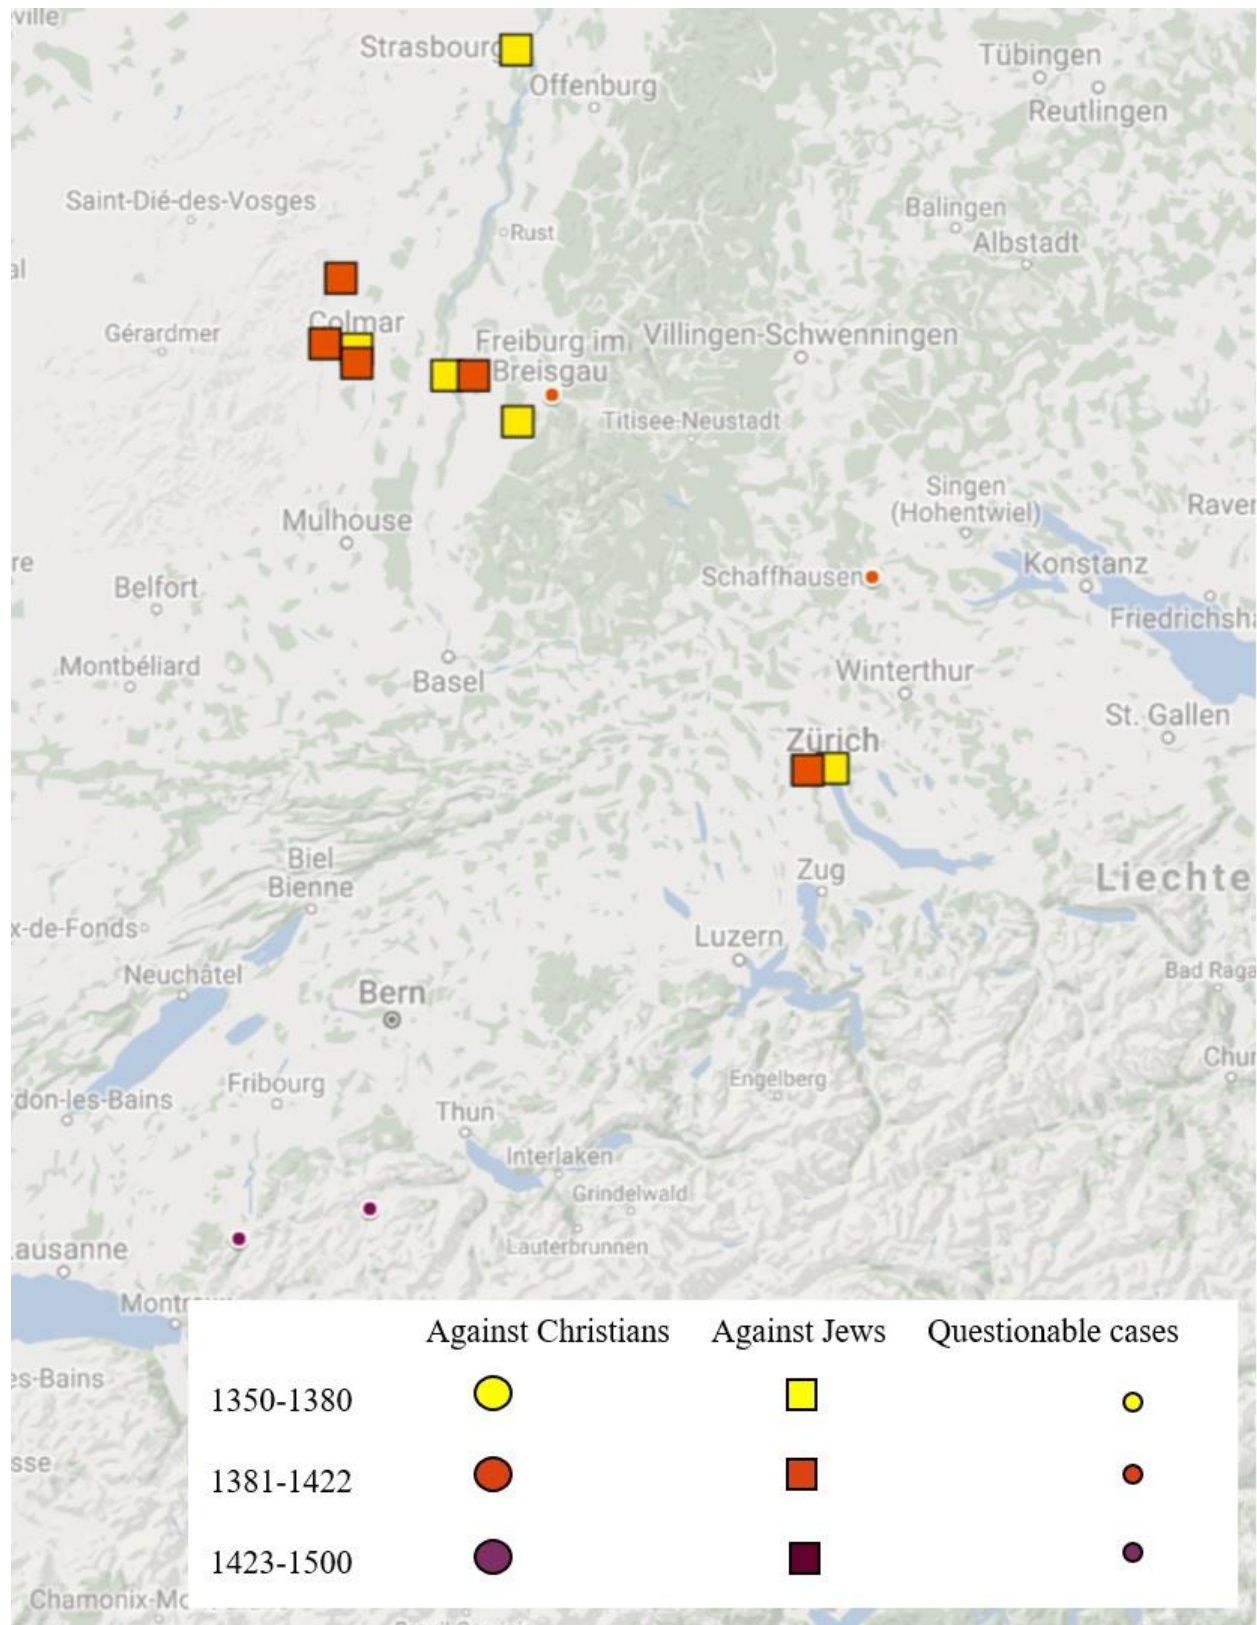 ville
Strasbourg
Offenburg
Tübingen
Reutlingen
Saint-Dié-des-Vosges
Rust
Balingen
Albstadt
al
Colmar
Gérardmer
Freiburg im
Breisgau
Villingen-Schwenningen
Titisee-Neustadt
Mulhouse
Singen
(Hohentwiel)
Raver
re
Belfort
Schaffhausen
Konstanz
Friedrichsha
Montbéliard
Basel
Winterthur
St. Gallen
Zürich
Biel
Bienne
Zug
Liechte
x-de-Fonds
Luzern
Neuchâtel
Bern
Bad Raga
Fribourg
Engelberg
Chur
don-les-Bains
Thun
Interlaken
Grindelwald
ausanne
Lauterbrunnen
Montr
Against Christians Against Jews Questionable cases
es-Bains
1350-1380
sse
1381-1422
1423-1500
Chamonix-Mo